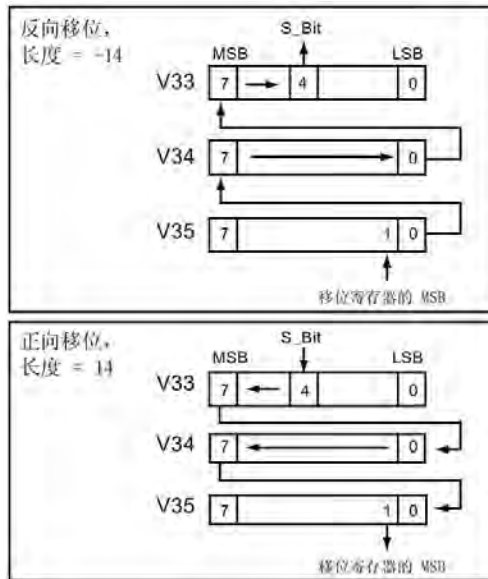 反向移位，
长度 = -14
S_Bit
MSB LSB
V33 7 4 0
V34 7 0
V35 7 1 0
移位寄存器的 MSB
正向移位，
长度 = 14
S_Bit
MSB LSB
V33 7 4 0
V34 7 0
V35 7 1 0
移位寄存器的 MSB